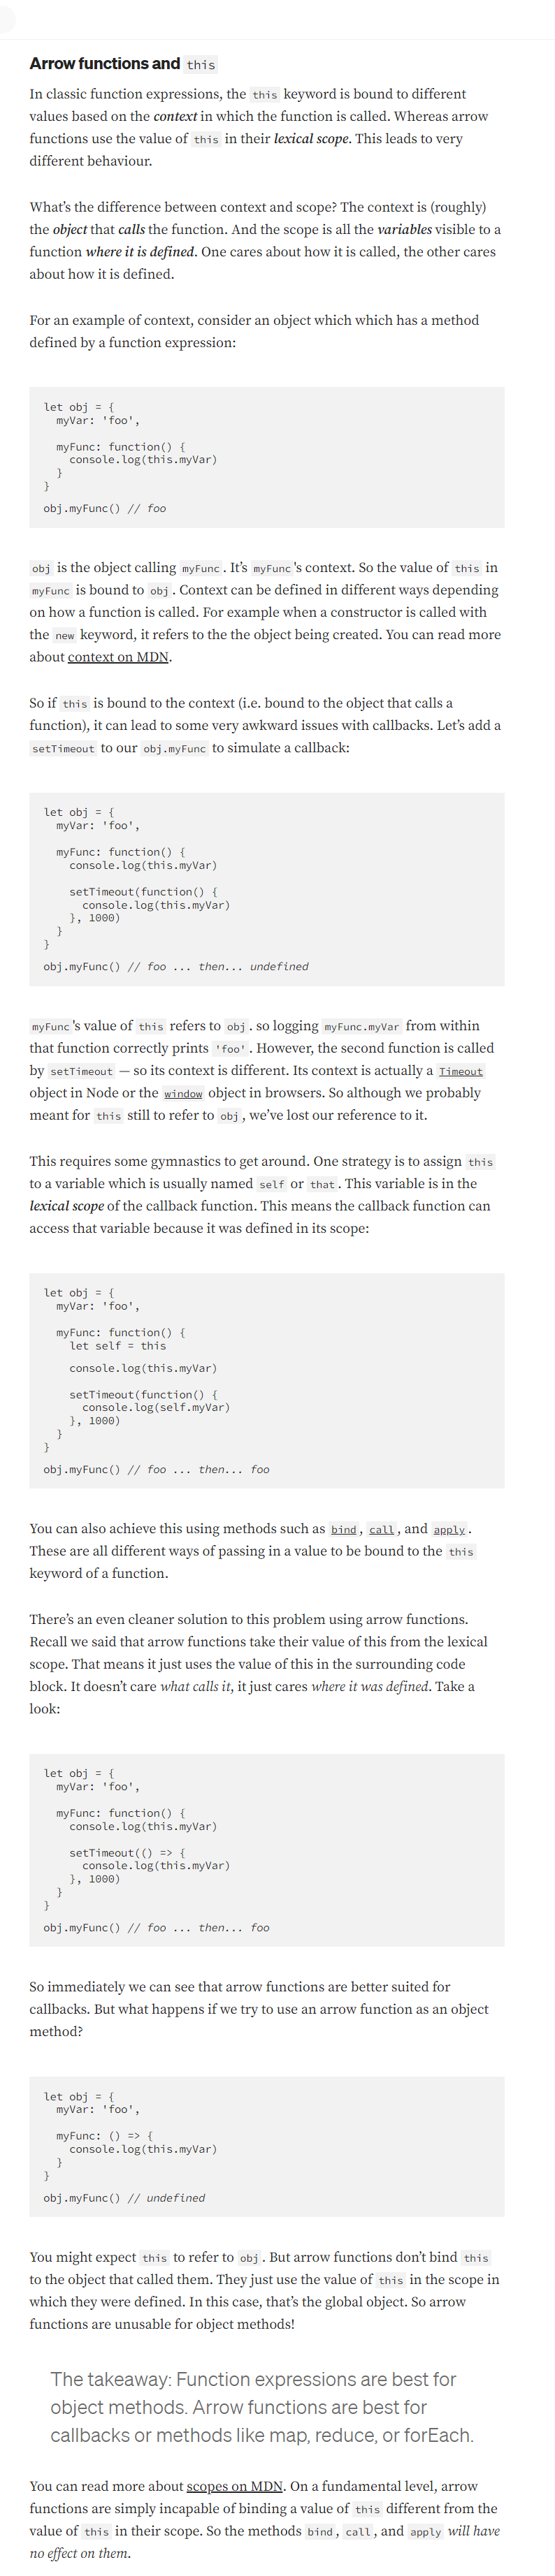 Arrow functions and this
In classic function expressions, the this keyword is bound to different
values based on the context in which the function is called. Whereas arrow
functions use the value of this in their lexical scope. This leads to very
different behaviour.
What's the difference between context and scope? The context is (roughly)
the object that calls the function. And the scope is all the variables visible to a
function where it is defined. One cares about how it is called, the other cares
about how it is defined.
For an example of context, consider an object which which has a method
defined by a function expression:
let obj = {
myVar: 'foo',
myFunc: function() {
console.log(this.myVar)
}
}
obj.myFunc() // foo
obj is the object calling myFunc. It's myFunc's context. So the value of this in
myFunc is bound to obj. Context can be defined in different ways depending
on how a function is called. For example when a constructor is called with
the new keyword, it refers to the the object being created. You can read more
about context on MDN.
So if this is bound to the context (i.e. bound to the object that calls a
function), it can lead to some very awkward issues with callbacks. Let's add a
setTimeout to our obj.myFunc to simulate a callback:
let obj = {
myVar: 'foo',
myFunc: function() {
console.log(this.myVar)
setTimeout(function() {
console.log(this.myVar)
}, 1000)
}
}
obj.myFunc() // foo ... then... undefined
myFunc's value of this refers to obj. so logging myFunc.myVar from within
that function correctly prints 'foo'. However, the second function is called
by setTimeout — so its context is different. Its context is actually a Timeout
object in Node or the window object in browsers. So although we probably
meant for this still to refer to obj, we've lost our reference to it.
This requires some gymnastics to get around. One strategy is to assign this
to a variable which is usually named self or that. This variable is in the
lexical scope of the callback function. This means the callback function can
access that variable because it was defined in its scope:
let obj = {
myVar: 'foo',
myFunc: function() {
let self = this
console.log(this.myVar)
setTimeout(function() {
console.log(self.myVar)
}, 1000)
}
}
obj.myFunc() // foo ... then... foo
You can also achieve this using methods such as bind, call, and apply.
These are all different ways of passing in a value to be bound to the this
keyword of a function.
There's an even cleaner solution to this problem using arrow functions.
Recall we said that arrow functions take their value of this from the lexical
scope. That means it just uses the value of this in the surrounding code
block. It doesn't care what calls it, it just cares where it was defined. Take a
look:
let obj = {
myVar: 'foo',
myFunc: function() {
console.log(this.myVar)
setTimeout(() => {
console.log(this.myVar)
}, 1000)
}
}
obj.myFunc() // foo ... then... foo
So immediately we can see that arrow functions are better suited for
callbacks. But what happens if we try to use an arrow function as an object
method?
let obj = {
myVar: 'foo',
myFunc: () => {
console.log(this.myVar)
}
}
obj.myFunc() // undefined
You might expect this to refer to obj. But arrow functions don't bind this
to the object that called them. They just use the value of this in the scope in
which they were defined. In this case, that's the global object. So arrow
functions are unusable for object methods!
The takeaway: Function expressions are best for
object methods. Arrow functions are best for
callbacks or methods like map, reduce, or forEach.
You can read more about scopes on MDN. On a fundamental level, arrow
functions are simply incapable of binding a value of this different from the
value of this in their scope. So the methods bind, call, and apply will have
no effect on them.